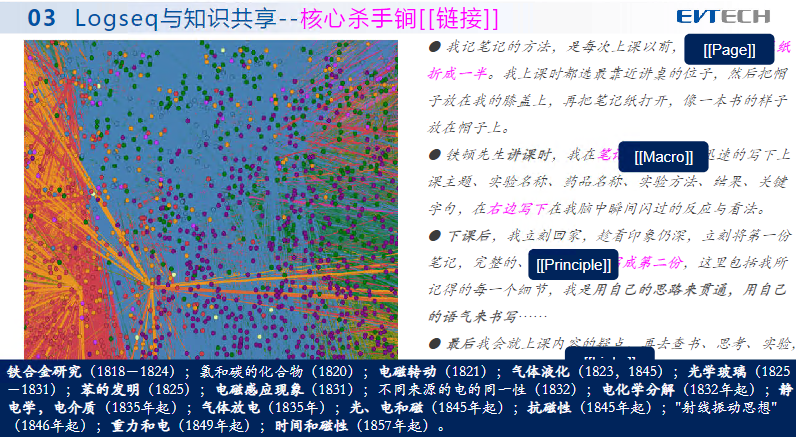 03 Logseq与知识共享--核心杀手锏[[链接]]
EVTECH
● 我记笔记的方法，是每次上课以前， [[Page]] 纸
折成一半。我上课时都选最靠近讲桌的位子，然后把帽
子放在我的膝盖上，再把笔记纸打开，像一本书的样子
放在帽子上。
● 铁顿先生讲课时，我在笔 [[Macro]] 迅速的写下上
课主题、实验名称、药品名称、实验方法、结果、关键
字句，在右边写下在我脑中瞬间闪过的反应与看法。
● 下课后，我立刻回家，趁着印象仍深，立刻将第一份
笔记，完整的、 [[Principle]] 成第二份，这里包括我所
记得的每一个细节，我是用自己的思路来贯通，用自己
的语气来书写……
● 最后我会就上课内容的疑点，再去查书、思考、实验，
铁合金研究（1818－1824）；氯和碳的化合物（1820）；电磁转动（1821）；气体液化（1823，1845）；光学玻璃（1825
－1831）；苯的发明（1825）；电磁感应现象（1831）；不同来源的电的同一性（1832）；电化学分解（1832年起）；静
电学，电介质（1835年起）；气体放电（1835年）；光、电和磁（1845年起）；抗磁性（1845年起）；"射线振动思想"
（1846年起）；重力和电（1849年起）；时间和磁性（1857年起）。